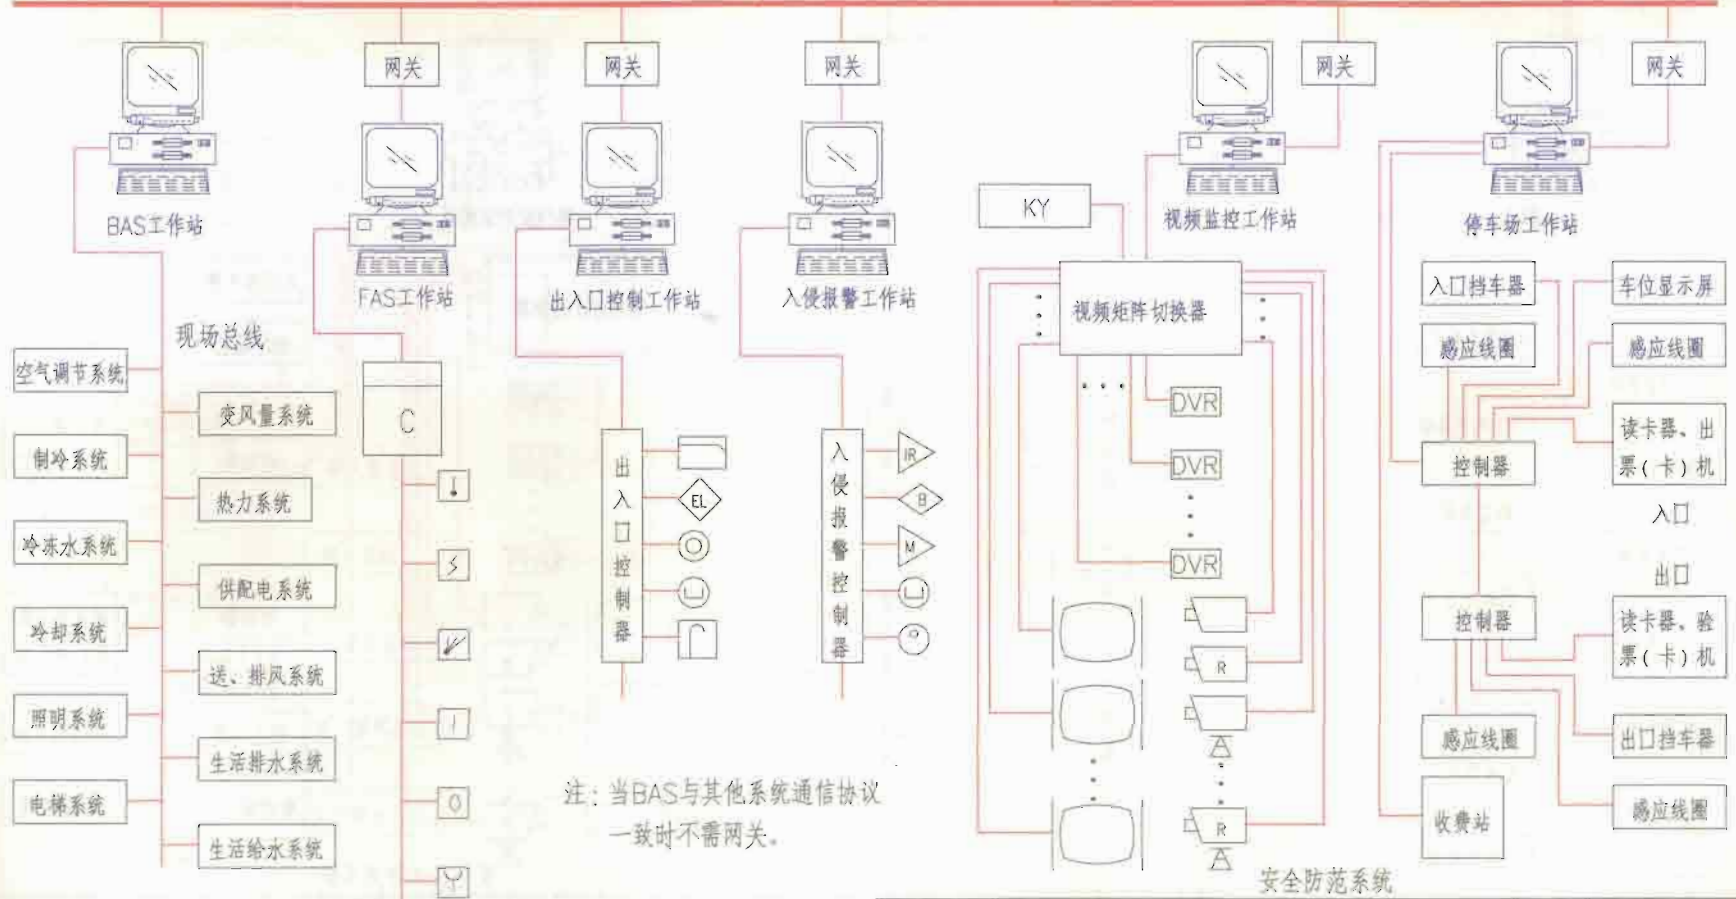 网关
网关
网关
网关
网关
BAS工作站
FAS工作站
出入口控制工作站
入侵报警工作站
视频监控工作站
停车场工作站
现场总线
空气调节系统
变风量系统
制冷系统
热力系统
冷冻水系统
供配电系统
冷却系统
送、排风系统
照明系统
生活排水系统
电梯系统
生活给水系统
C
出入口控制器
EL
入侵报警控制器
IR
B
M
KY
视频矩阵切换器
DVR
DVR
DVR
R
R
入口挡车器
车位显示屏
感应线圈
感应线圈
控制器
读卡器、出
票(卡)机
入口
出口
控制器
读卡器、验
票(卡)机
感应线圈
出口挡车器
收费站
感应线圈
注：当BAS与其他系统通信协议
一致时不需网关。
安全防范系统